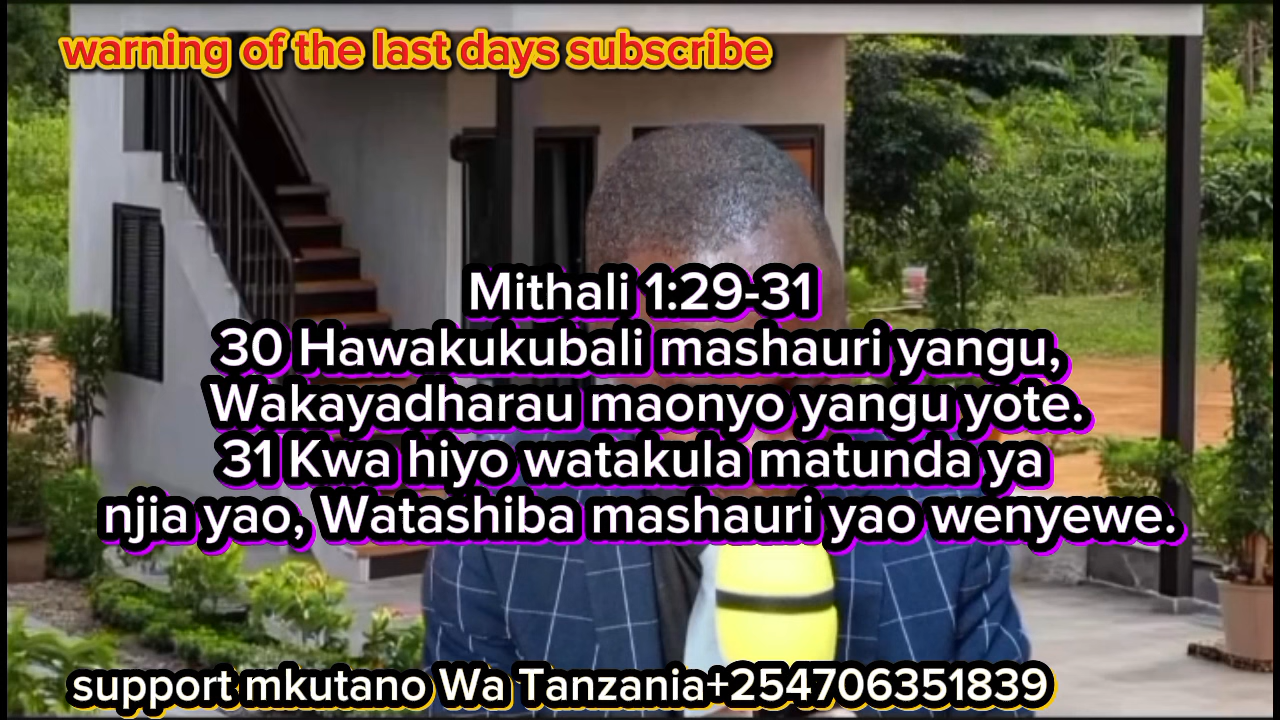 warning of the last days subscribe
Mithali 1:29-31
30 Hawakukubali mashauri yangu,
Wakayadharau maonyo yangu yote.
31 Kwa hiyo watakula matunda ya
njia yao, Watashiba mashauri yao wenyewe.
support mkutano Wa Tanzania+254706351839